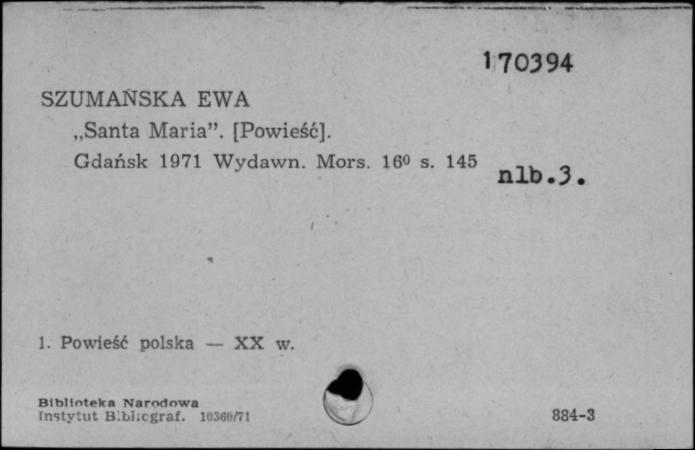 170394
SZUMAŃSKA EWA
„Santa Maria”. [Powieść].
Gdańsk 1971 Wydawn. Mors. 16⁰ s. 145
nlb.3.
1. Powieść polska — XX w.
Biblioteka Narodowa
Instytut Bibliograf. 10360/71
884-3